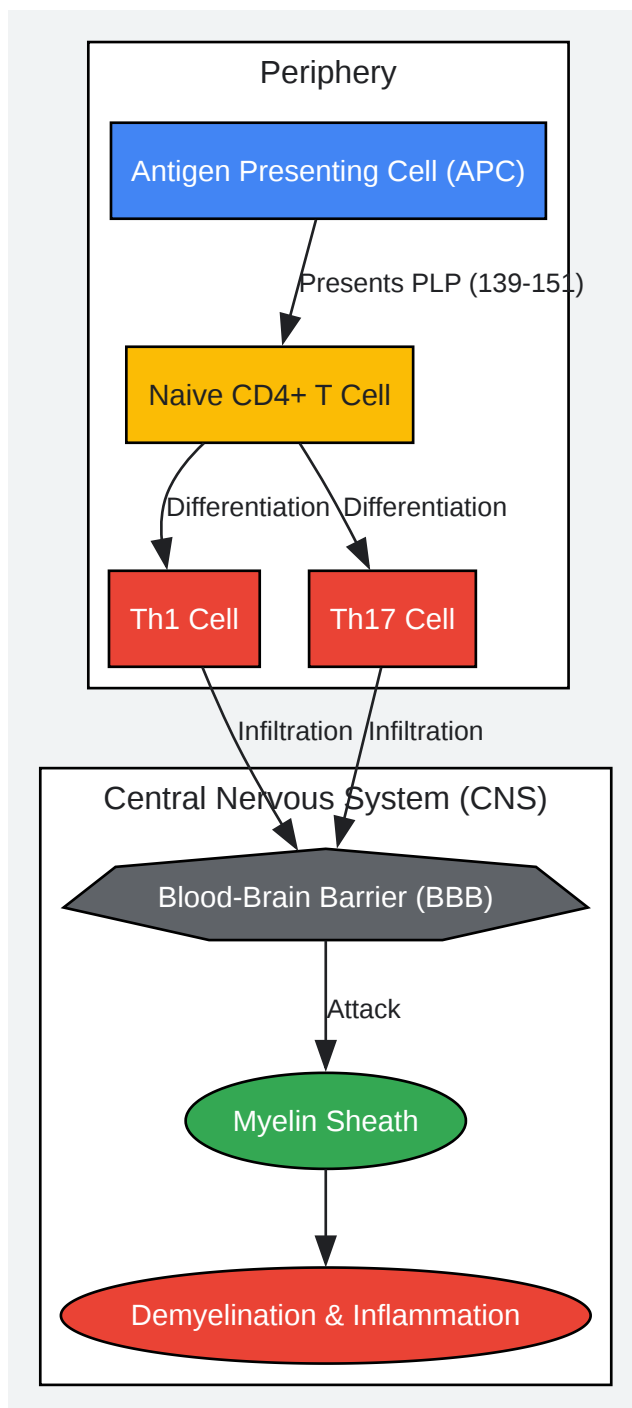 Periphery
Antigen Presenting Cell (APC)
Presents PLP (139-151)
Naive CD4+ T Cell
Differentiation
Differentiation
Th1 Cell
Th17 Cell
Infiltration
Infiltration
Central Nervous System (CNS)
Blood-Brain Barrier (BBB)
Attack
Myelin Sheath
Demyelination & Inflammation